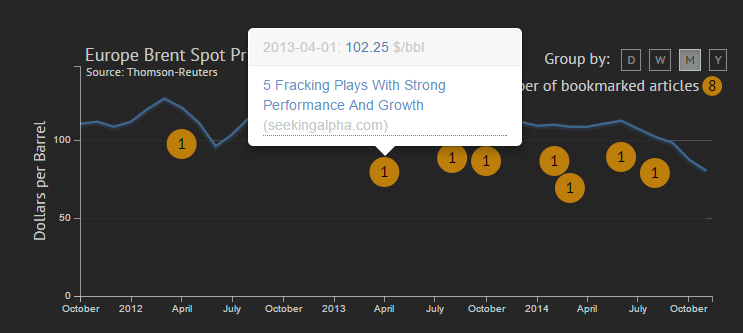 2013-04-01: 102.25 $/bbl
Europe Brent Spot
Group by: D W M Y
Source: Thomson-Reuters
5 Fracking Plays With Strong
Performance And Growth
(seekingalpha.com)
of bookmarked articles 8
100
50
0
Dollars per Barrel
1
1
1
1
1
1
1
1
October 2012 April July October 2013 April July October 2014 April July October